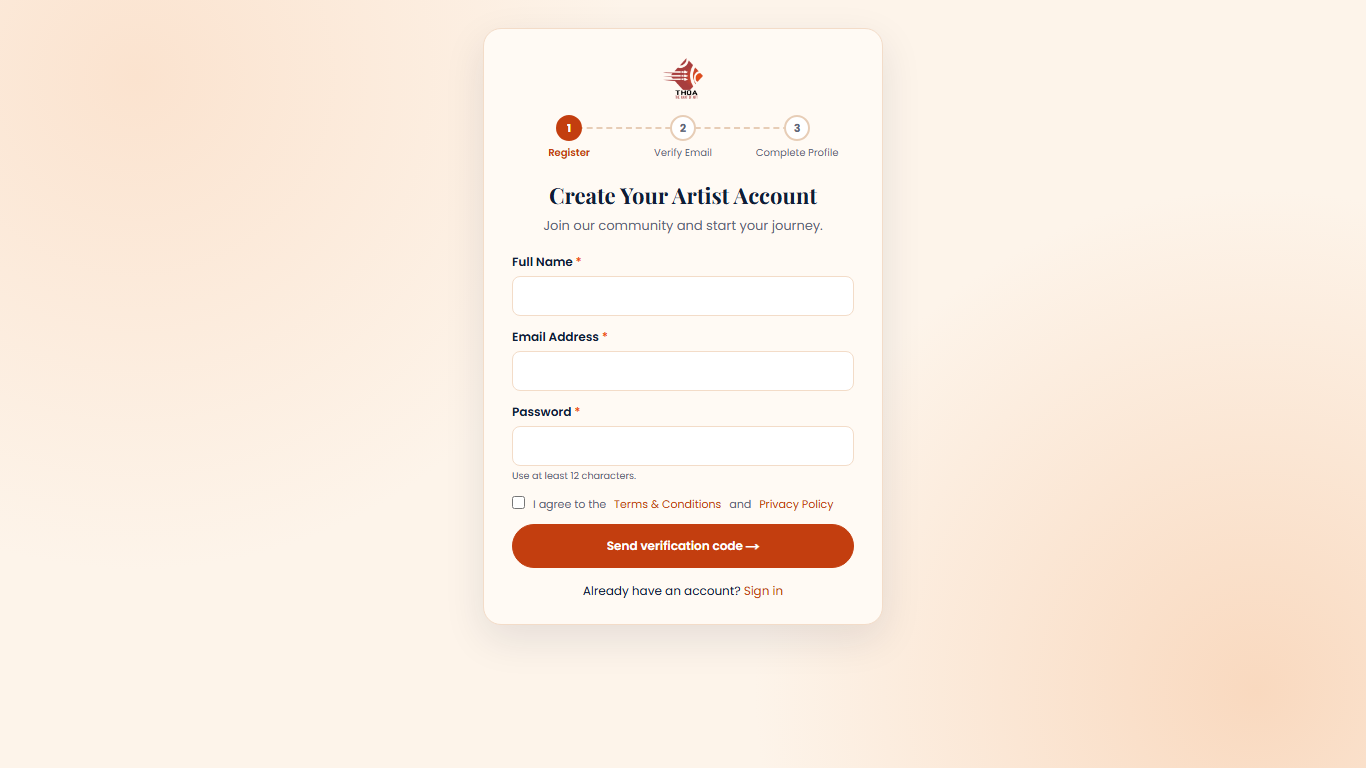 THOA
1
2
3
Register
Verify Email
Complete Profile
Create Your Artist Account
Join our community and start your journey.
Full Name *
Email Address *
Password *
Use at least 12 characters.
I agree to the Terms & Conditions and Privacy Policy
Send verification code →
Already have an account? Sign in